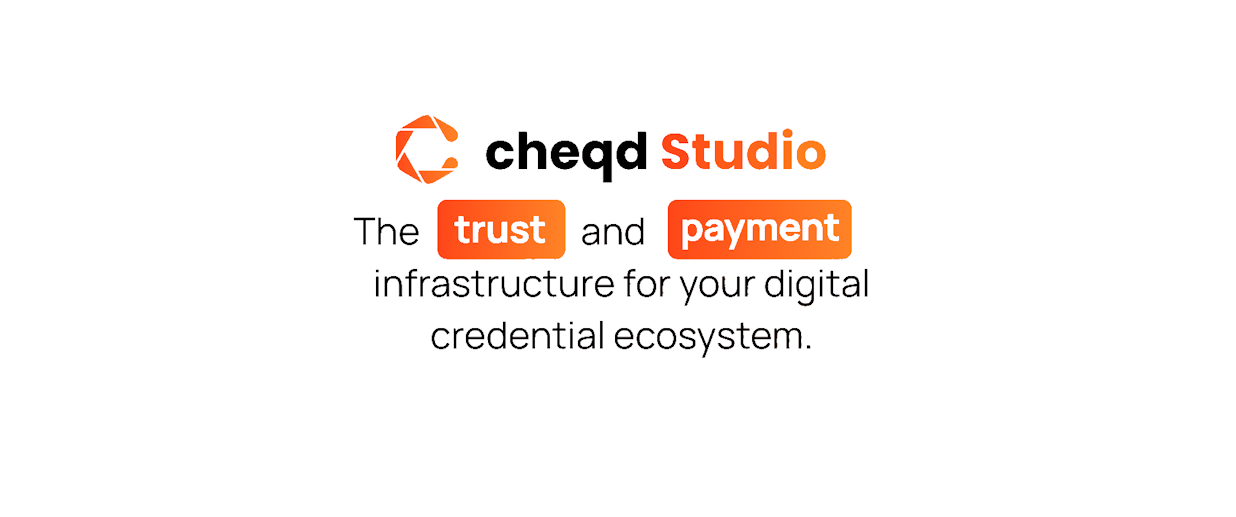 cheqd Studio
The trust and payment
infrastructure for your digital
credential ecosystem.